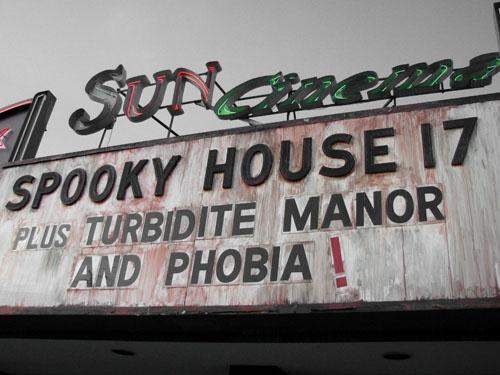 SUN Cinema
SPOOKY HOUSE 17
PLUS TURBIDITE MANOR
AND PHOBIA!